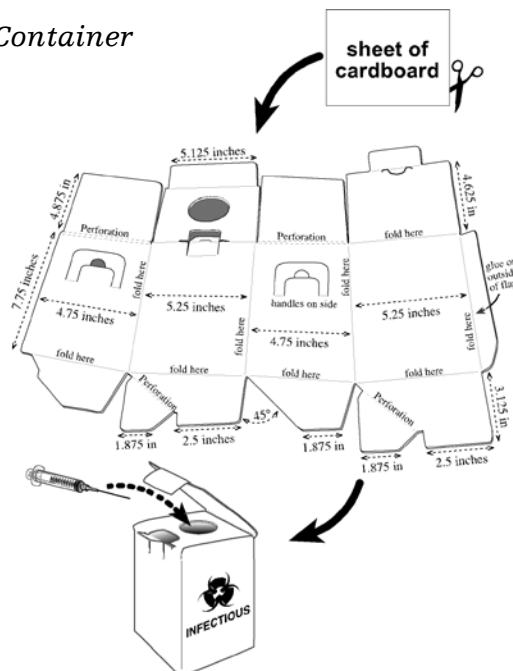 Container
sheet of
cardboard
5.125 inches
4.875 in
4.625 in
Perforation
Perforation
fold here
7.75 inches
fold here
fold here
fold here
glue on
outside
of flap
handles on side
4.75 inches
5.25 inches
4.75 inches
5.25 inches
fold here
fold here
fold here
fold here
fold here
fold here
Perforation
Perforation
45°
3.125 in
1.875 in
2.5 inches
1.875 in
1.875 in
2.5 inches
INFECTIOUS